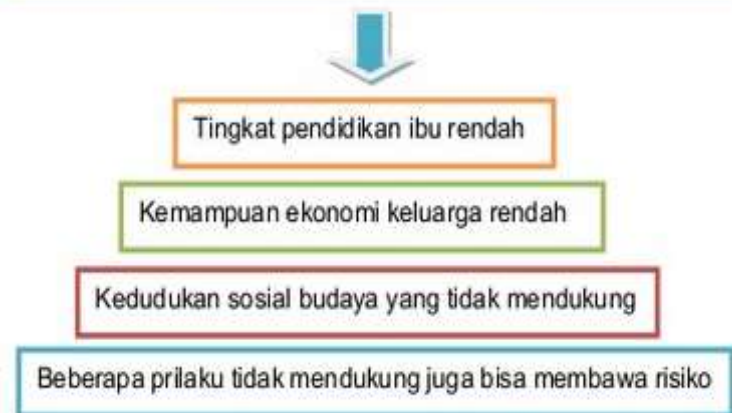 Tingkat pendidikan ibu rendah
Kemampuan ekonomi keluarga rendah
Kedudukan sosial budaya yang tidak mendukung
Beberapa prilaku tidak mendukung juga bisa membawa risiko